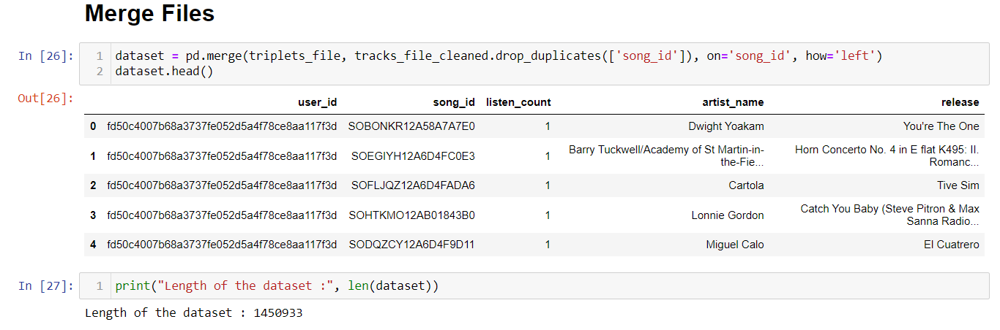 Merge Files
In [26]:
1 dataset = pd.merge(triplets_file, tracks_file_cleaned.drop_duplicates(['song_id']), on='song_id', how='left')
2 dataset.head()
Out[26]:
user_id song_id listen_count artist_name release
0 fd50c4007b68a3737fe052d5a4f78ce8aa117f3d SOBONKR12A58A7A7E0 1 Dwight Yoakam You're The One
1 fd50c4007b68a3737fe052d5a4f78ce8aa117f3d SOEGIYH12A6D4FC0E3 1 Barry Tuckwell/Academy of St Martin-in- Horn Concerto No. 4 in E flat K495: II.
the-Fie... Romanc...
2 fd50c4007b68a3737fe052d5a4f78ce8aa117f3d SOFLJQZ12A6D4FADA6 1 Cartola Tive Sim
3 fd50c4007b68a3737fe052d5a4f78ce8aa117f3d SOHTKMO12AB01843B0 1 Lonnie Gordon Catch You Baby (Steve Pitron & Max
Sanna Radio...
4 fd50c4007b68a3737fe052d5a4f78ce8aa117f3d SODQZCY12A6D4F9D11 1 Miguel Calo El Cuatrero
In [27]:
1 print("Length of the dataset :", len(dataset))
Length of the dataset : 1450933